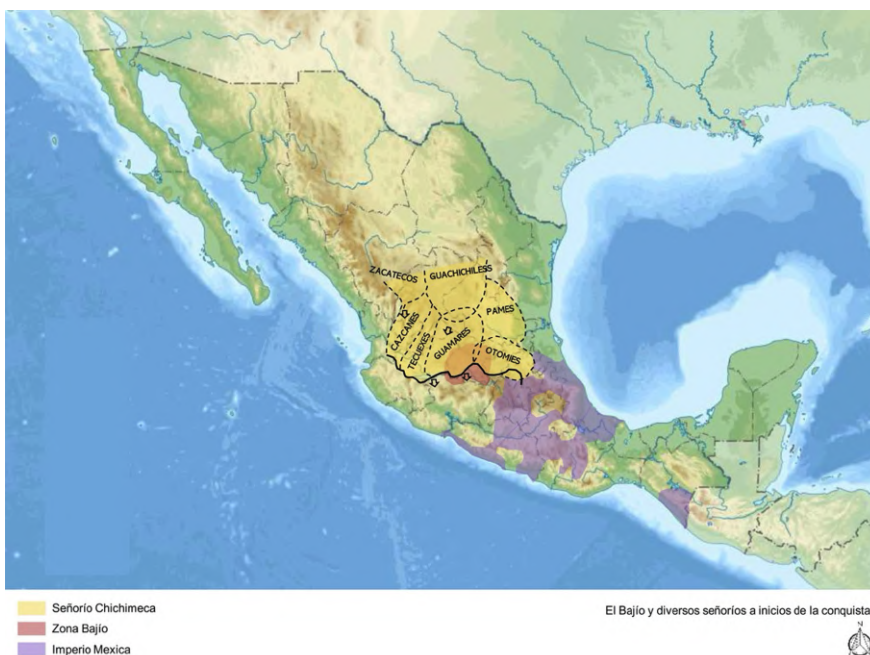 ZACATECOS
GUACHICHILESS
PAMES
CAZCANES
TECUEXES
GUAMARES
OTOMIES
Señorío Chichimeca
Zona Bajío
Imperio Mexica
El Bajío y diversos señoríos a inicios de la conquista
N